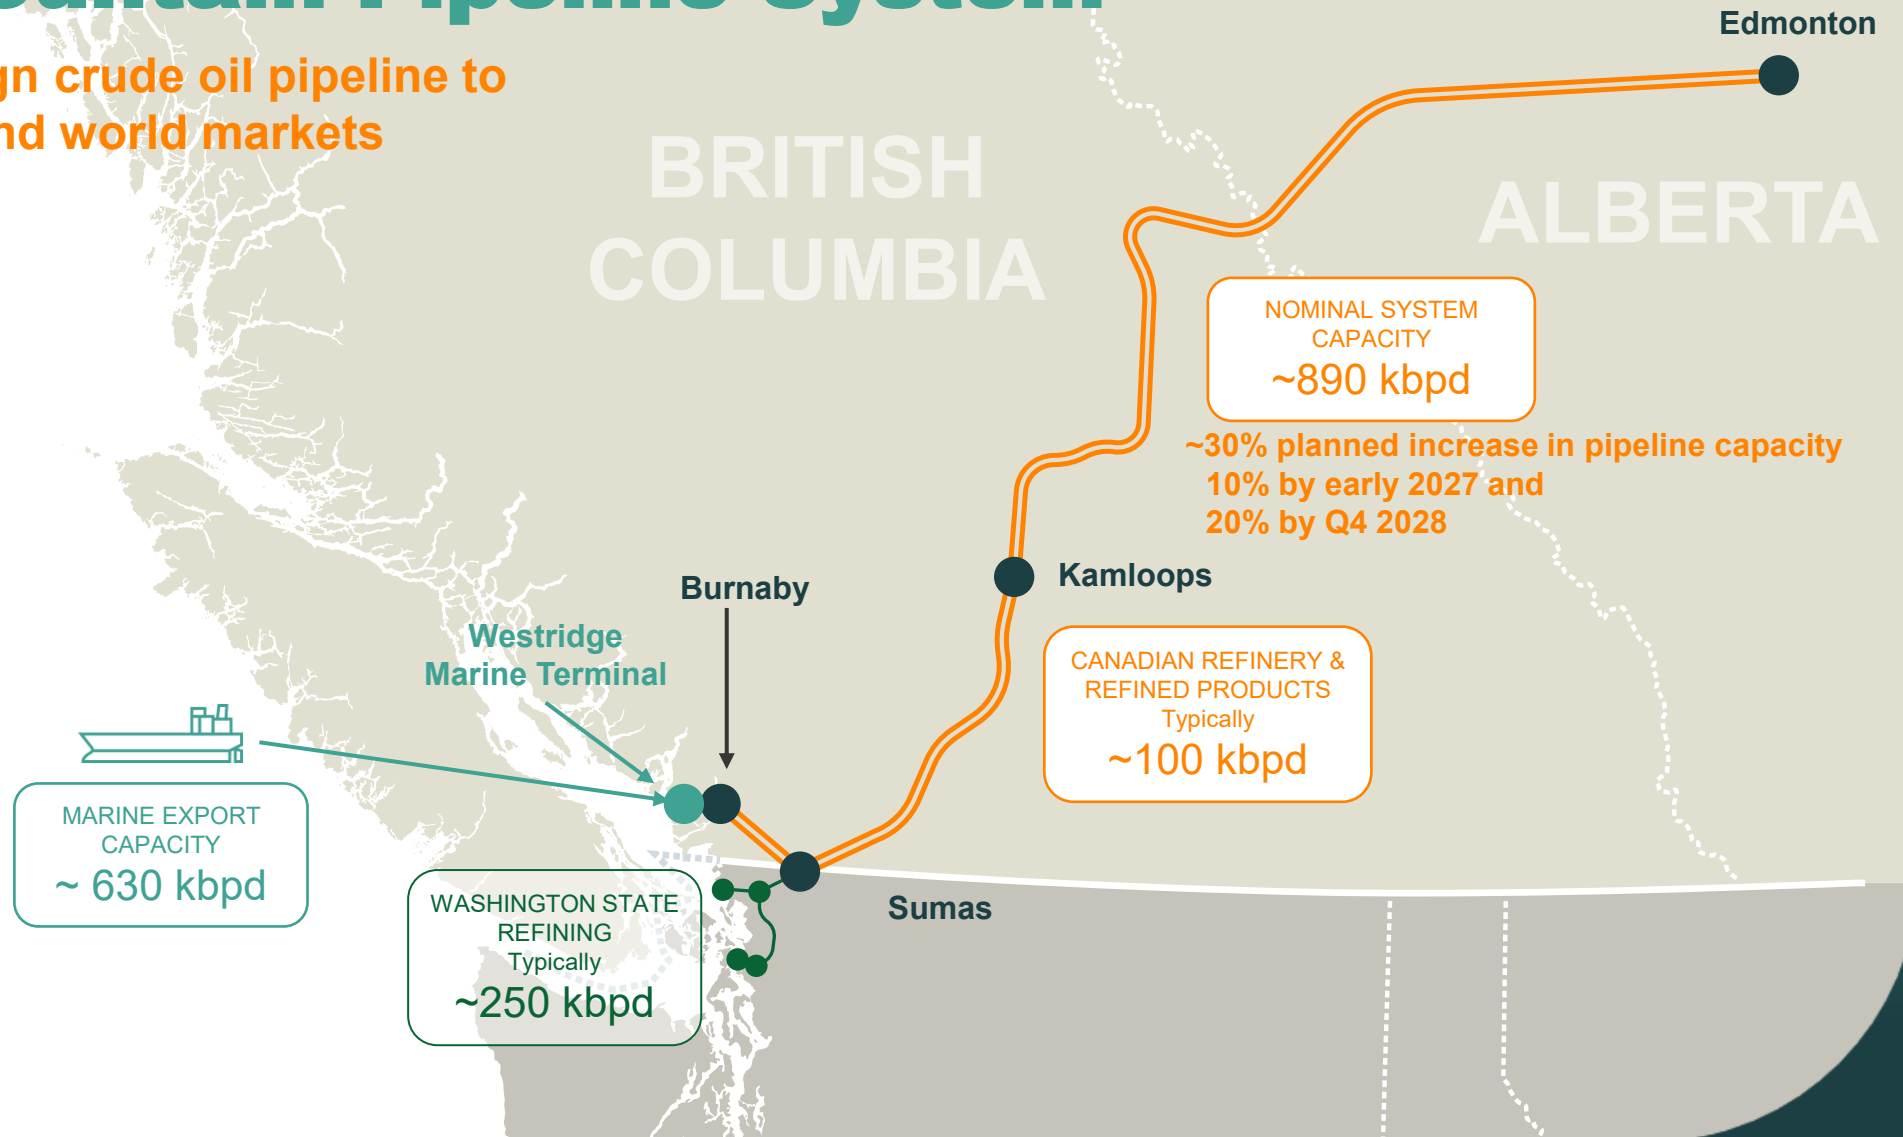 Pipeline System
crude oil pipeline to
world markets
Edmonton
BRITISH
COLUMBIA
ALBERTA
NOMINAL SYSTEM
CAPACITY
~890 kbpd
~30% planned increase in pipeline capacity
10% by early 2027 and
20% by Q4 2028
Kamloops
Burnaby
Westridge
Marine Terminal
CANADIAN REFINERY &
REFINED PRODUCTS
Typically
~100 kbpd
MARINE EXPORT
CAPACITY
~ 630 kbpd
WASHINGTON STATE
REFINING
Typically
~250 kbpd
Sumas